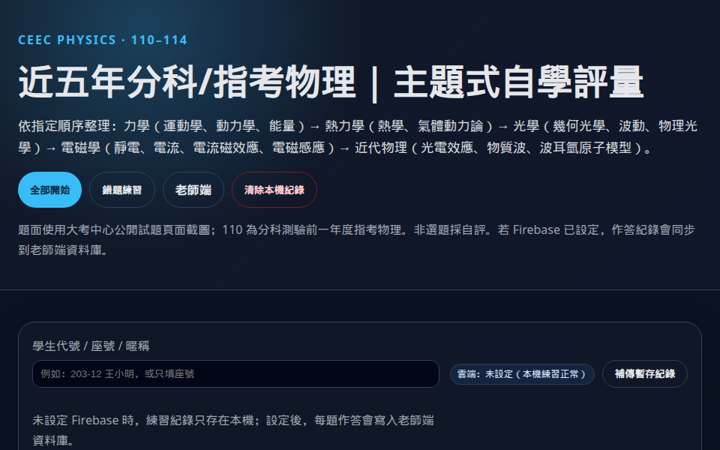 CEEC PHYSICS · 110–114
近五年分科/指考物理｜主題式自學評量
依指定順序整理：力學（運動學、動力學、能量）→ 熱力學（熱學、氣體動力論）→ 光學（幾何光學、波動、物理光
學）→ 電磁學（靜電、電流、電流磁效應、電磁感應）→ 近代物理（光電效應、物質波、波耳氫原子模型）。
全部開始 錯題練習 老師端 清除本機紀錄
題面使用大考中心公開試題頁面截圖；110 為分科測驗前一年度指考物理。非選題採自評。若 Firebase 已設定，作答紀錄會同步
到老師端資料庫。
學生代號 / 座號 / 暱稱
例如：203-12 王小明，或只填座號 雲端：未設定（本機練習正常） 補傳暫存紀錄
未設定 Firebase 時，練習紀錄只存在本機；設定後，每題作答會寫入老師端
資料庫。